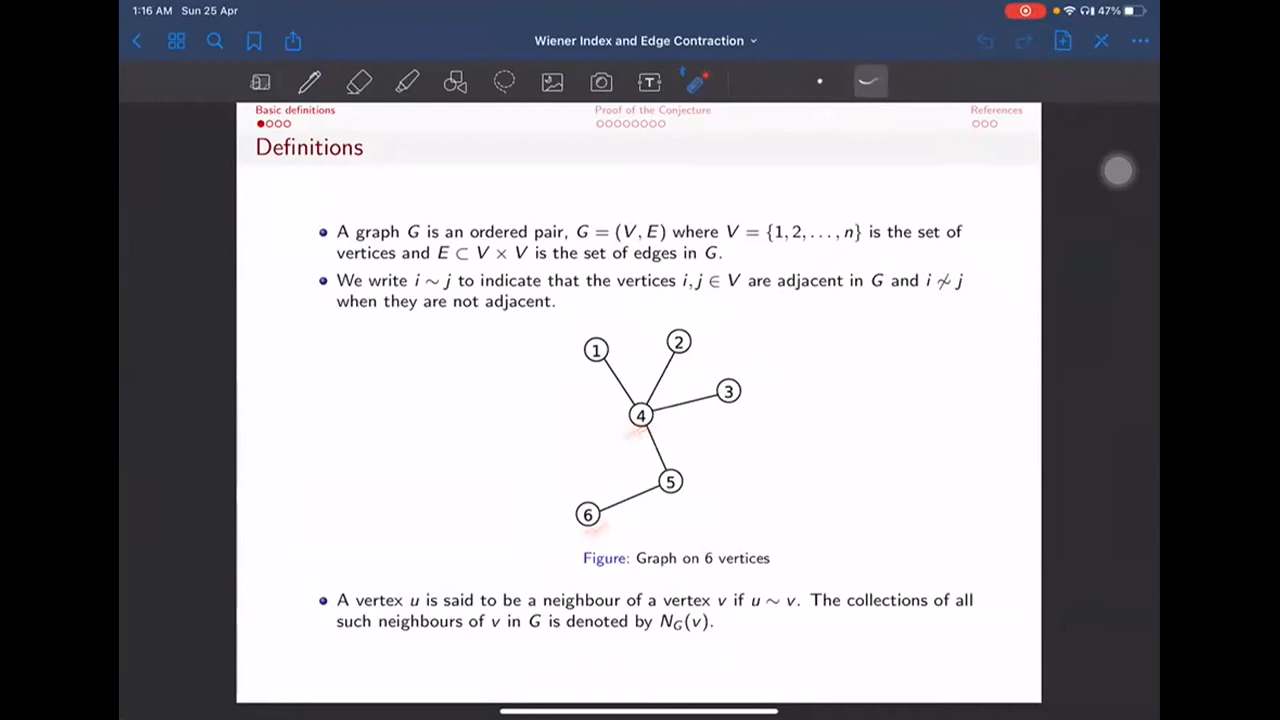 1:16 AM Sun 25 Apr
47%
Wiener Index and Edge Contraction
T
Basic definitions
Proof of the Conjecture
References
Definitions
A graph G is an ordered pair, G = (V, E) where V = {1, 2, . . . , n} is the set of
vertices and E ⊂ V × V is the set of edges in G.
We write i ∼ j to indicate that the vertices i, j ∈ V are adjacent in G and i ≁ j
when they are not adjacent.
1
2
3
4
5
6
Figure: Graph on 6 vertices
A vertex u is said to be a neighbour of a vertex v if u ∼ v. The collections of all
such neighbours of v in G is denoted by N_G(v).